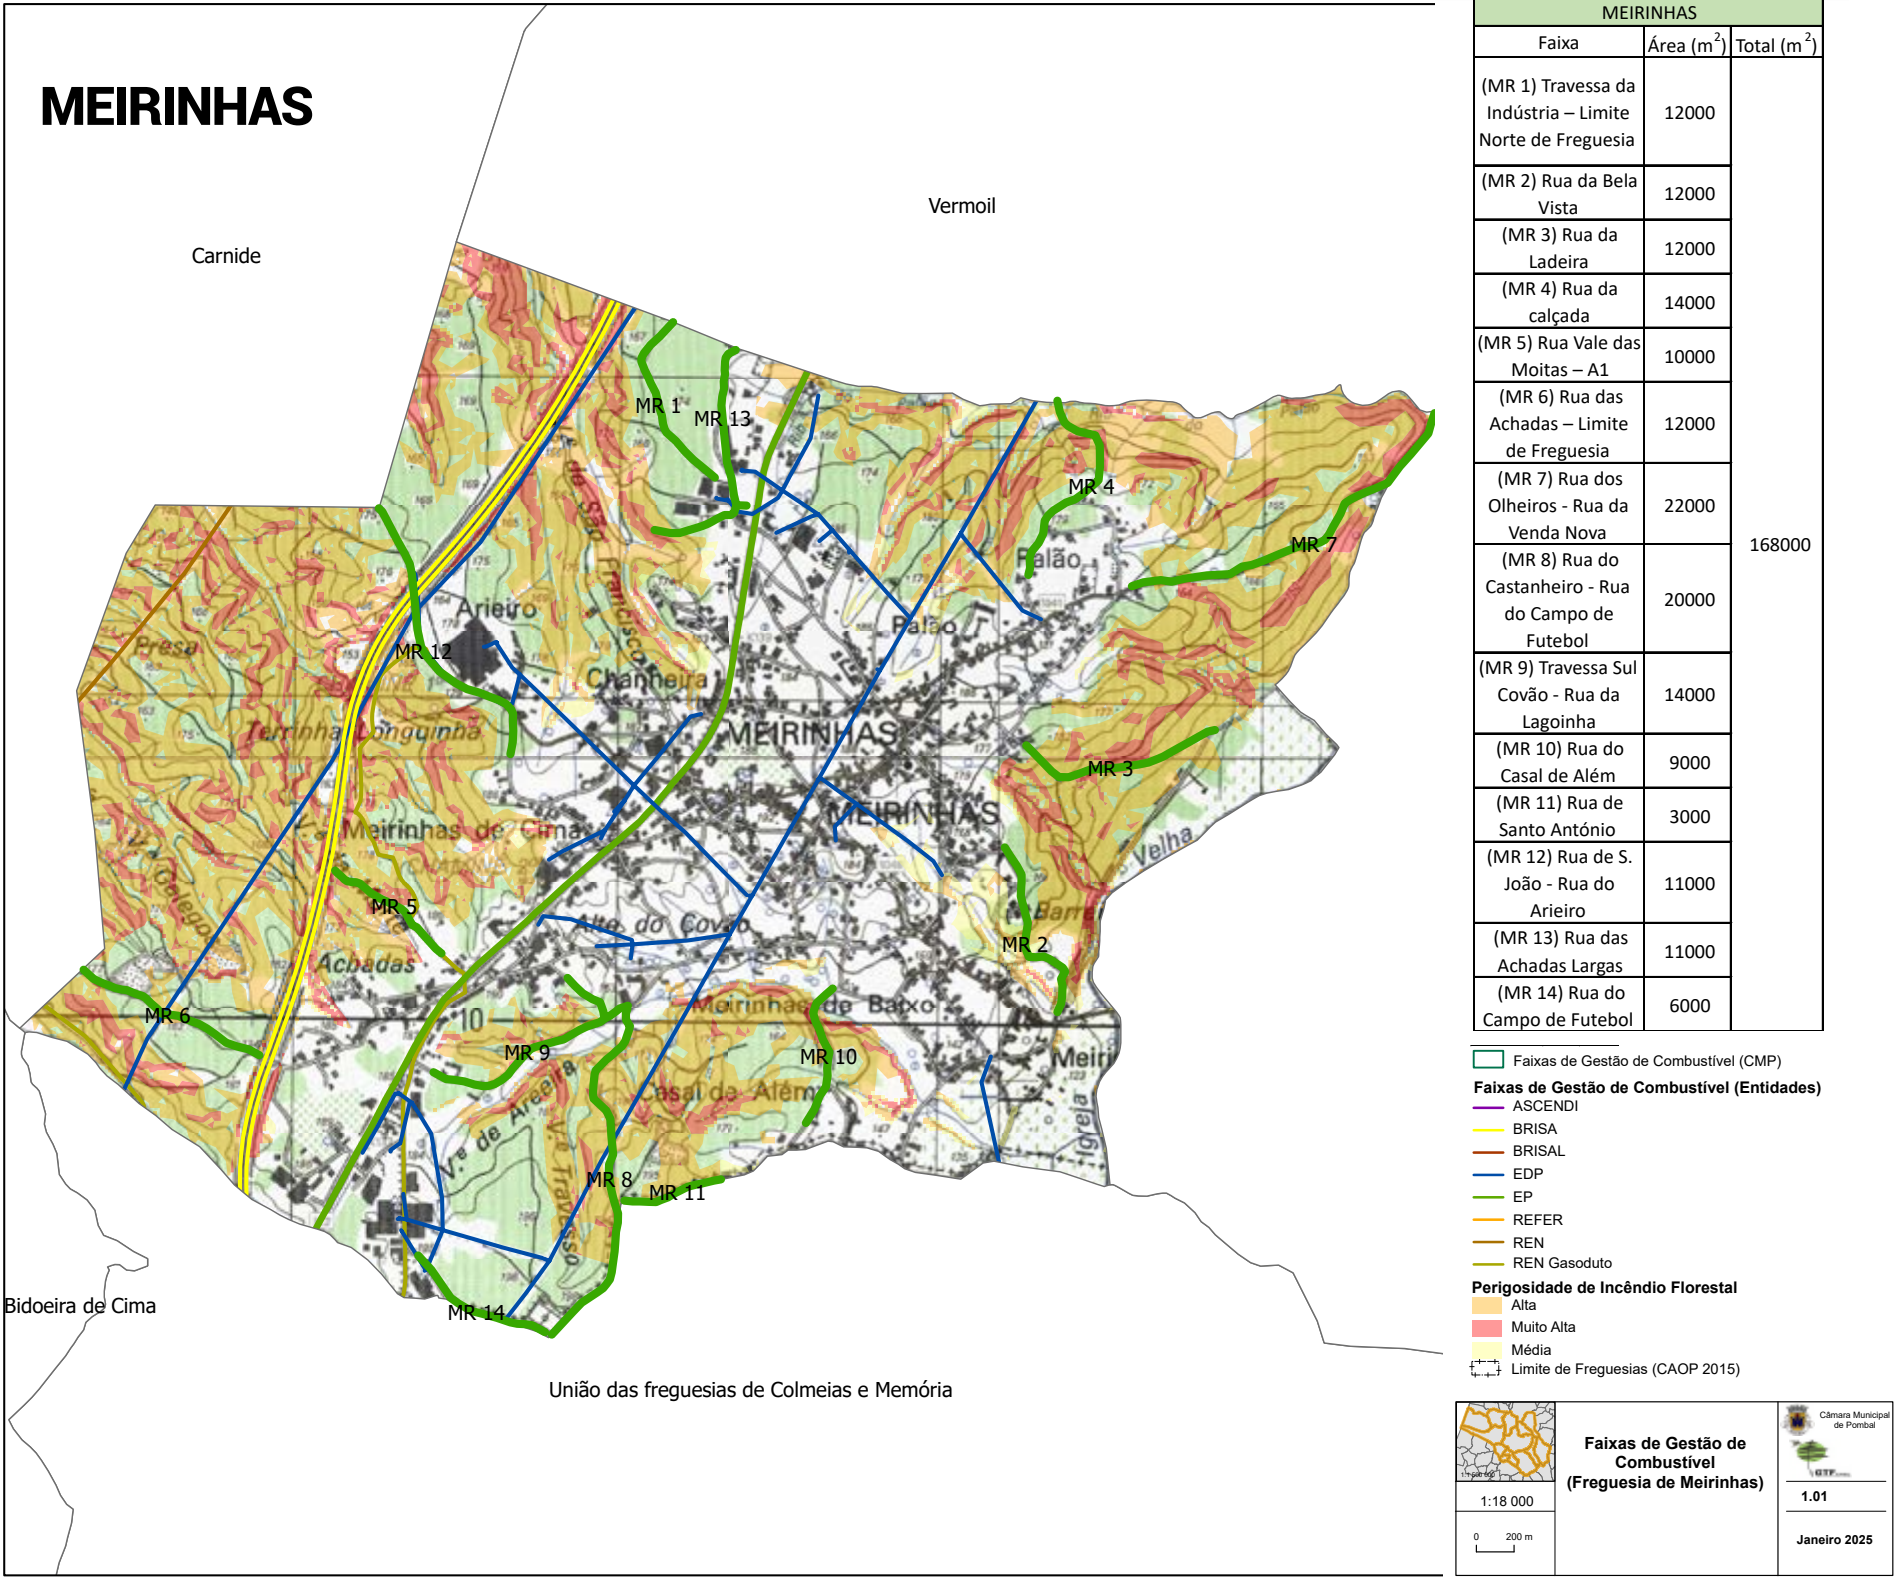 MEIRINHAS
Carnide
Vermoil
MR 1
MR 13
MR 4
MR 7
Palão
Arieiro
Palão
MR 12
Presa
Chanheira
Terrinha Longuinha
MEIRINHAS
MR 3
Meirinhas de Cima
MEIRINHAS
Velha
MR 5
Alto do Covão
Barrei
MR 2
Achadas
Meirinhas de Baixo
MR 6
10
MR 9
MR 10
Meiri
Casal de Além
V.ª de Areeira
Igreja
V. Travesso
MR 8
MR 11
MR 14
Bidoeira de Cima
União das freguesias de Colmeias e Memória
MEIRINHAS
Faixa Área (m2) Total (m2)
(MR 1) Travessa da
Indústria – Limite
Norte de Freguesia
12000
(MR 2) Rua da Bela
Vista
12000
(MR 3) Rua da
Ladeira
12000
(MR 4) Rua da
calçada
14000
(MR 5) Rua Vale das
Moitas – A1
10000
(MR 6) Rua das
Achadas – Limite
de Freguesia
12000
(MR 7) Rua dos
Olheiros - Rua da
Venda Nova
22000
(MR 8) Rua do
Castanheiro - Rua
do Campo de
Futebol
20000
(MR 9) Travessa Sul
Covão - Rua da
Lagoinha
14000
(MR 10) Rua do
Casal de Além
9000
(MR 11) Rua de
Santo António
3000
(MR 12) Rua de S.
João - Rua do
Arieiro
11000
(MR 13) Rua das
Achadas Largas
11000
(MR 14) Rua do
Campo de Futebol
6000
168000
Faixas de Gestão de Combustível (CMP)
Faixas de Gestão de Combustível (Entidades)
ASCENDI
BRISA
BRISAL
EDP
EP
REFER
REN
REN Gasoduto
Perigosidade de Incêndio Florestal
Alta
Muito Alta
Média
Limite de Freguesias (CAOP 2015)
1:18 000
0 200 m
Faixas de Gestão de
Combustível
(Freguesia de Meirinhas)
Câmara Municipal
de Pombal
GTF
1.01
Janeiro 2025